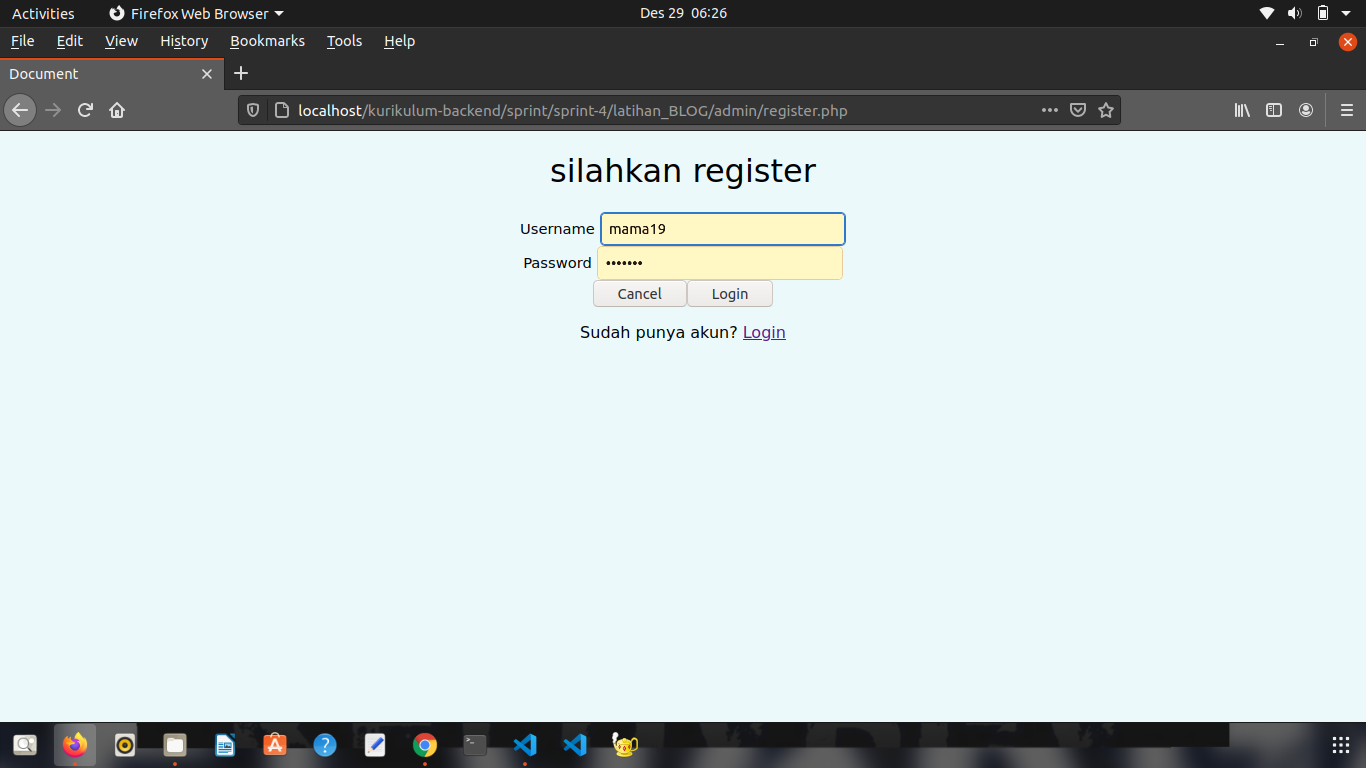 Activities Firefox Web Browser Des 29 06:26
File Edit View History Bookmarks Tools Help
Document
localhost/kurikulum-backend/sprint/sprint-4/latihan_BLOG/admin/register.php
silahkan register
Username mama19
Password •••••••
Cancel Login
Sudah punya akun? Login